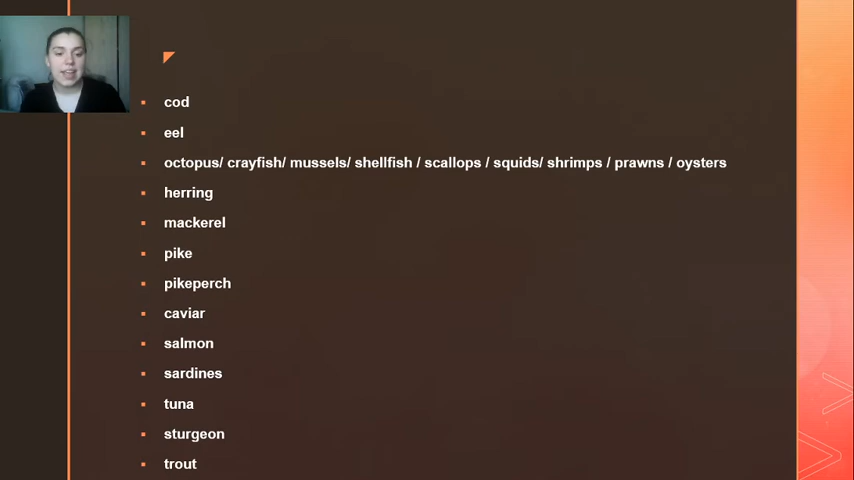 cod
eel
octopus/ crayfish/ mussels/ shellfish / scallops / squids/ shrimps / prawns / oysters
herring
mackerel
pike
pikeperch
caviar
salmon
sardines
tuna
sturgeon
trout